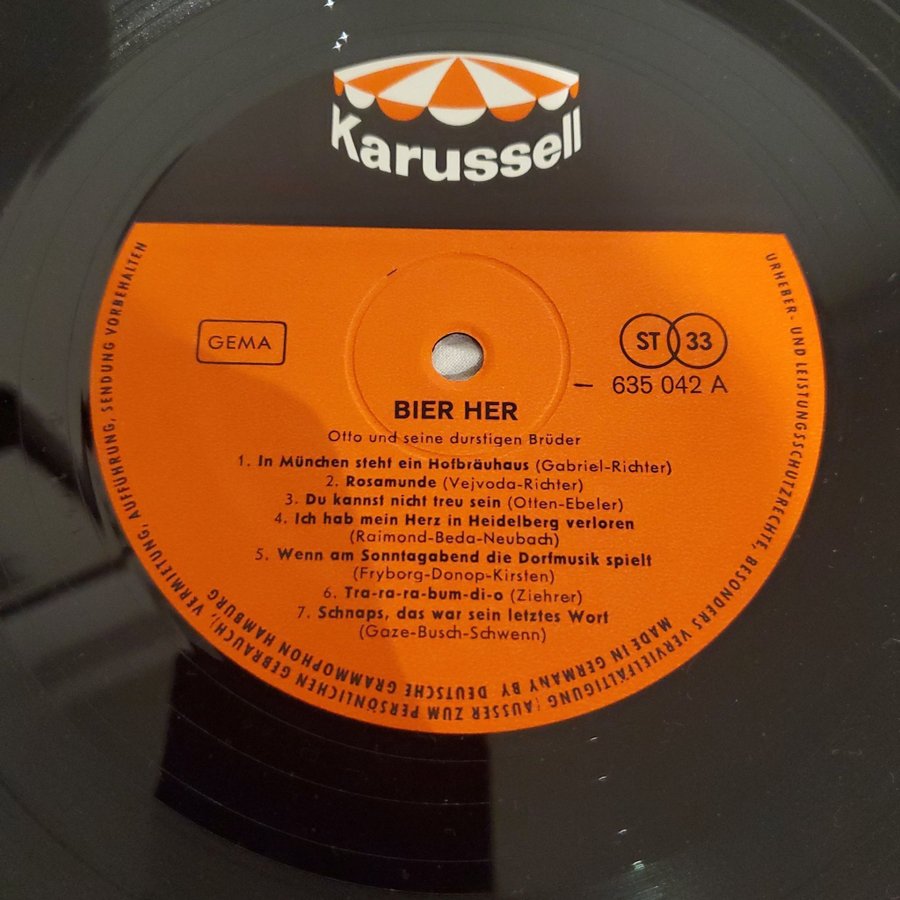 Karussell
GEMA
ST 33
635 042 A
BIER HER
Otto und seine durstigen Brüder
1. In München steht ein Hofbräuhaus (Gabriel-Richter)
2. Rosamunde (Vejvoda-Richter)
3. Du kannst nicht treu sein (Otten-Ebeler)
4. Ich hab mein Herz in Heidelberg verloren
(Raimond-Beda-Neubach)
5. Wenn am Sonntagabend die Dorfmusik spielt
(Fryborg-Donop-Kirsten)
6. Tra-ra-ra-bum-di-o (Ziehrer)
7. Schnaps, das war sein letztes Wort
(Gaze-Busch-Schwenn)
URHEBER- UND LEISTUNGSSCHUTZRECHTE, BESONDERS VERVIELFÄLTIGUNG (AUSSER ZUM PERSÖNLICHEN GEBRAUCH), VERMIETUNG, AUFFÜHRUNG, SENDUNG VORBEHALTEN
MADE IN GERMANY BY DEUTSCHE GRAMMOPHON HAMBURG